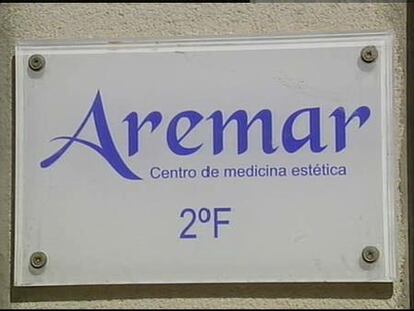 Aremar
Centro de medicina estética
2ºF